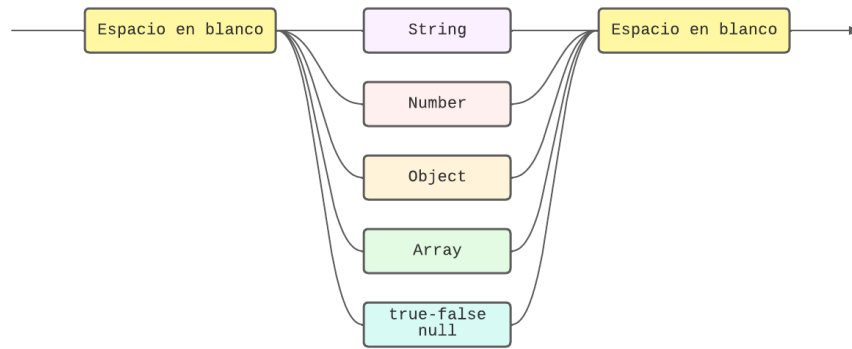 Espacio en blanco
String
Espacio en blanco
Number
Object
Array
true-false
null